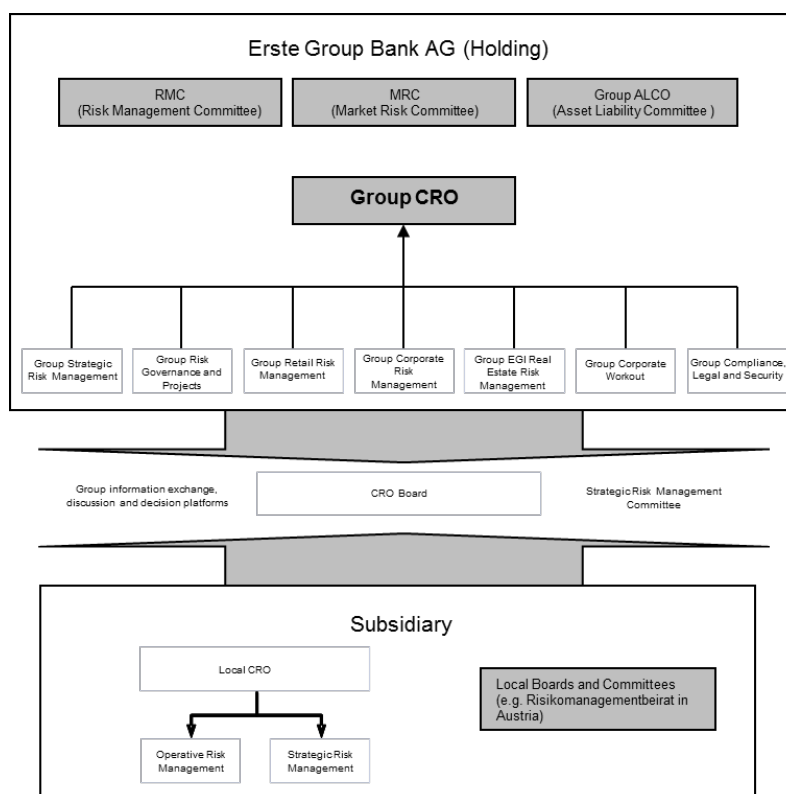 Erste Group Bank AG (Holding)
RMC
(Risk Management Committee)
MRC
(Market Risk Committee)
Group ALCO
(Asset Liability Committee )
Group CRO
Group Strategic
Risk Management
Group Risk
Governance and
Projects
Group Retail Risk
Management
Group Corporate
Risk
Management
Group EGI Real
Estate Risk
Management
Group Corporate
Workout
Group Compliance,
Legal and Security
Group information exchange,
discussion and decision platforms
CRO Board
Strategic Risk Management
Committee
Subsidiary
Local CRO
Operative Risk
Management
Strategic Risk
Management
Local Boards and Committees
(e.g. Risikomanagementbeirat in
Austria)